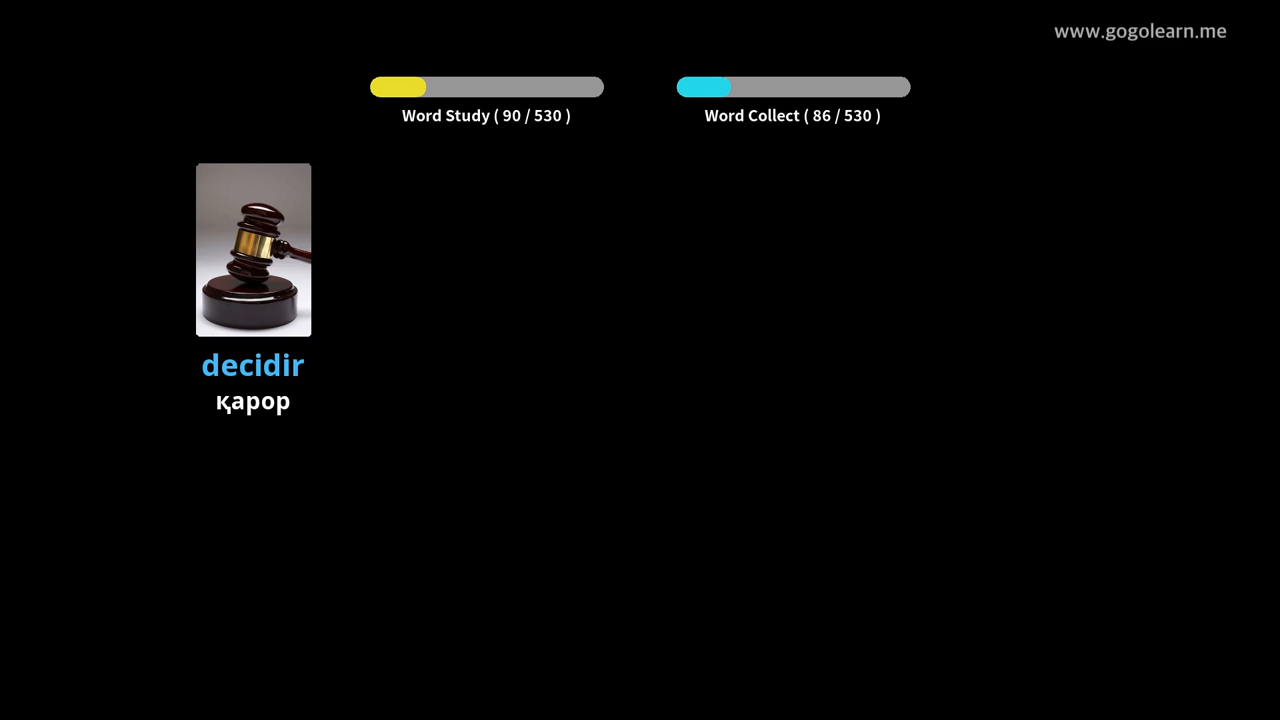 www.gogolearn.me
Word Study ( 90 / 530 )
Word Collect ( 86 / 530 )
decidir
қарор